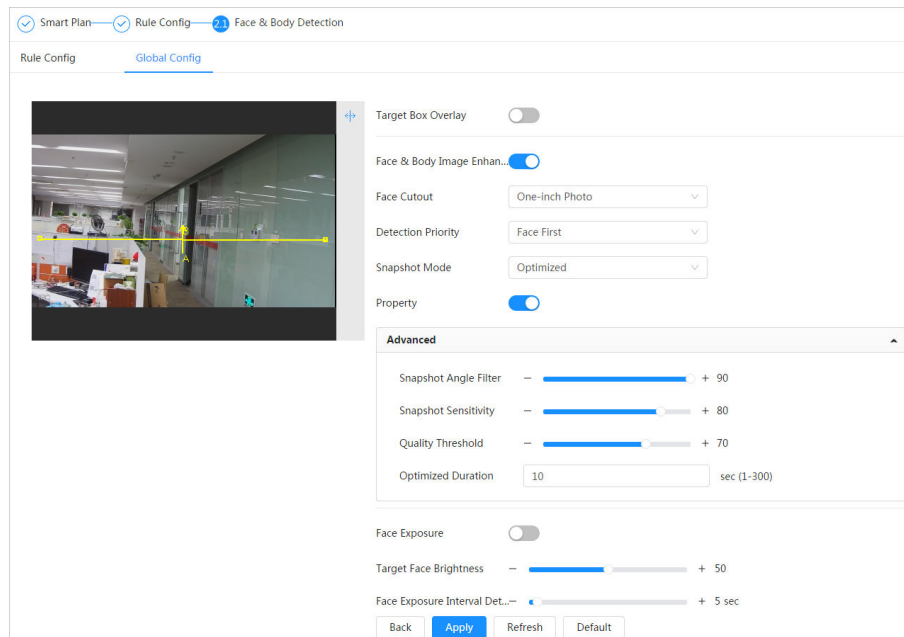 Smart Plan Rule Config 2.1 Face & Body Detection
Rule Config Global Config
Target Box Overlay
Face & Body Image Enhan...
Face Cutout One-inch Photo
Detection Priority Face First
Snapshot Mode Optimized
Property
Advanced
Snapshot Angle Filter − + 90
Snapshot Sensitivity − + 80
Quality Threshold − + 70
Optimized Duration 10 sec (1-300)
Face Exposure
Target Face Brightness − + 50
Face Exposure Interval Det...− + 5 sec
Back Apply Refresh Default
B
A